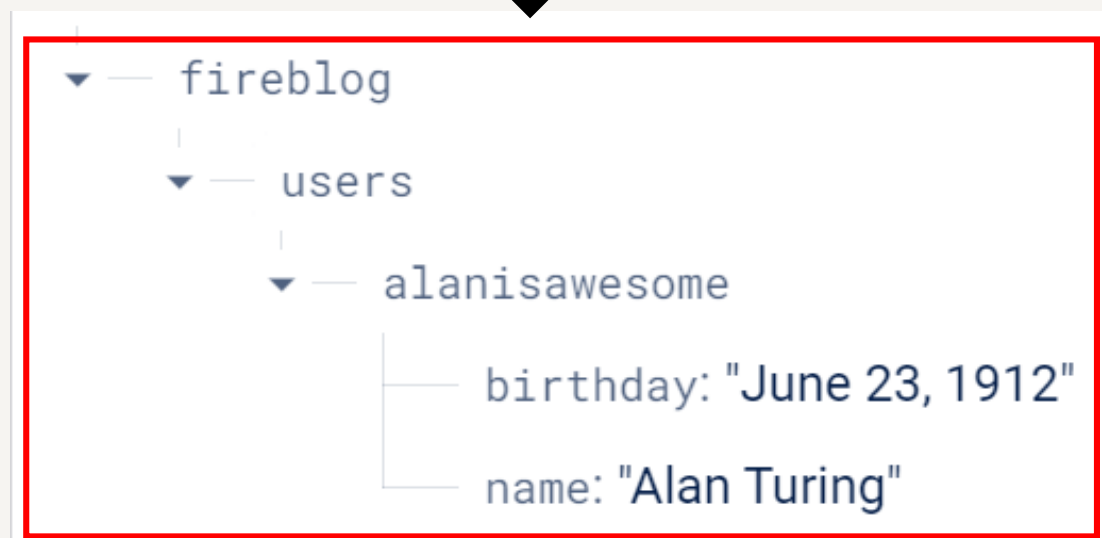 fireblog
users
alanisawesome
birthday: "June 23, 1912"
name: "Alan Turing"